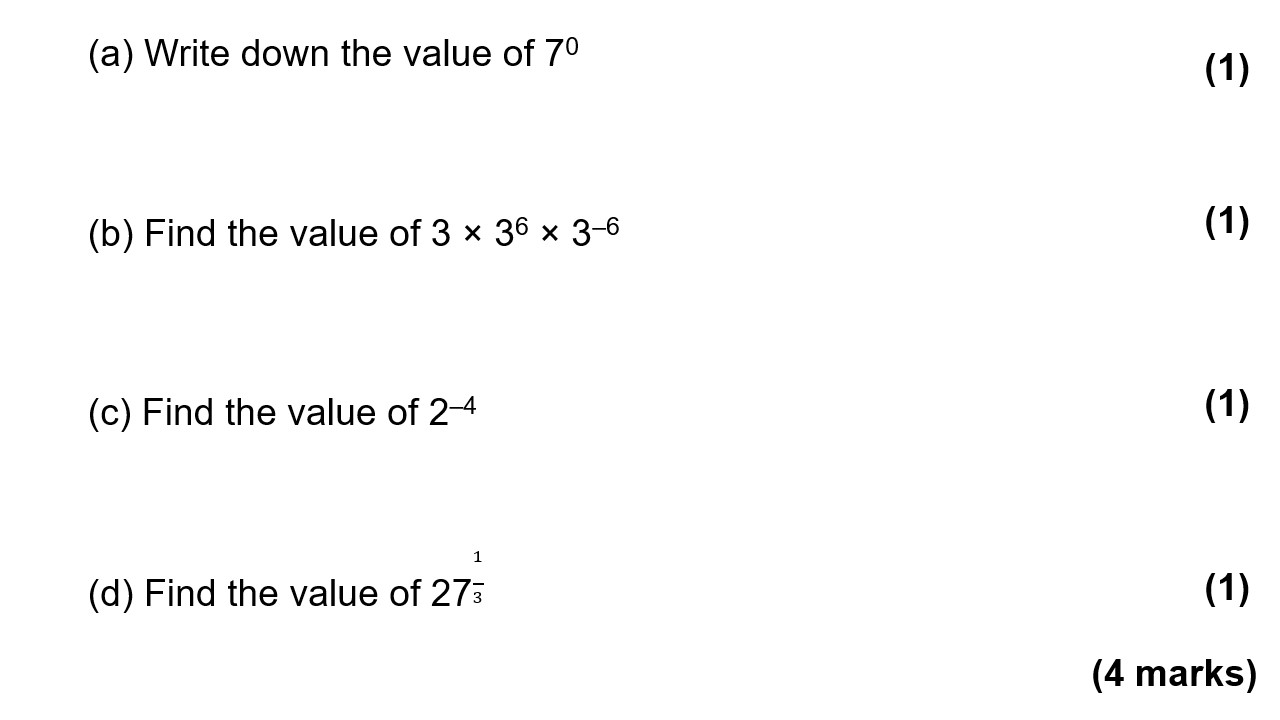 (a) Write down the value of 7⁰
(1)
(b) Find the value of 3 × 3⁶ × 3⁻⁶
(1)
(c) Find the value of 2⁻⁴
(1)
(d) Find the value of 27^(1/3)
(1)
(4 marks)